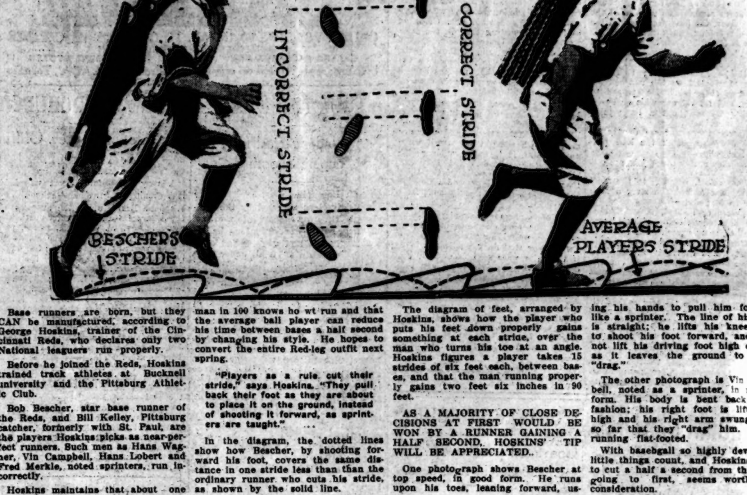 INCORRECT STRIDE
CORRECT STRIDE
BESCHER'S
STRIDE
AVERAGE
PLAYERS STRIDE
Base runners are born, but they
CAN be manufactured, according to
George Hoskins, trainer of the Cin-
cinnati Reds, who declares only two
National leaguers run properly.
Before he joined the Reds, Hoskins
trained track athletes at Bucknell
university and the Pittsburg Athlet-
ic Club.
Bob Bescher, star base runner of
the Reds, and Bill Kelley, Pittsburg
catcher, formerly with St. Paul, are
the players Hoskins picks as near-per-
fect runners. Such men as Hans Wag-
ner, Vin Campbell, Hans Lobert and
Fred Merkle, noted sprinters, run in-
correctly.
Hoskins maintains that about one
man in 100 knows ho wt run and that
the average ball player can reduce
his time between bases a half second
by changing his style. He hopes to
convert the entire Red-leg outfit next
spring.
"Players as a rule cut their
stride," says Hoskins. "They pull
back their foot as they are about
to place it on the ground, instead
of shooting it forward, as sprint-
ers are taught."
In the diagram, the dotted lines
show how Bescher, by shooting for-
ward his foot, covers the same dis-
tance in one stride less than than the
ordinary runner who cuts his stride,
as shown by the solid line.
The diagram of feet, arranged by
Hoskins, shows how the player who
puts his feet down properly gains
something at each stride, over the
man who turns his toe at an angle.
Hoskins figures a player takes 15
strides of six feet each, between bas-
es, and that the man running proper-
ly gains two feet six inches in 90
feet.
AS A MAJORITY OF CLOSE DE-
CISIONS AT FIRST WOULD BE
WON BY A RUNNER GAINING A
HALF SECOND, HOSKINS' TIP
WILL BE APPRECIATED.
One photograph shows Bescher at
top speed, in good form. He runs
upon his toes, leaning forward, us-
ing his hands to pull him fo
like a sprinter. The line of hi
is straight; he lifts his knee
to shoot his foot forward, and
not lift his driving foot high
as it leaves the ground to
"drag."
The other photograph is Vin
bell, noted as a sprinter, in
form. His body is bent back
fashion; his right foot is lif
high and his right arm swung
so far that they "drag" him.
running flat-footed.
With baseball so highly dev
little things count, and Hoskin
to cut a half a second from th
going to first, seems wort
consideration.